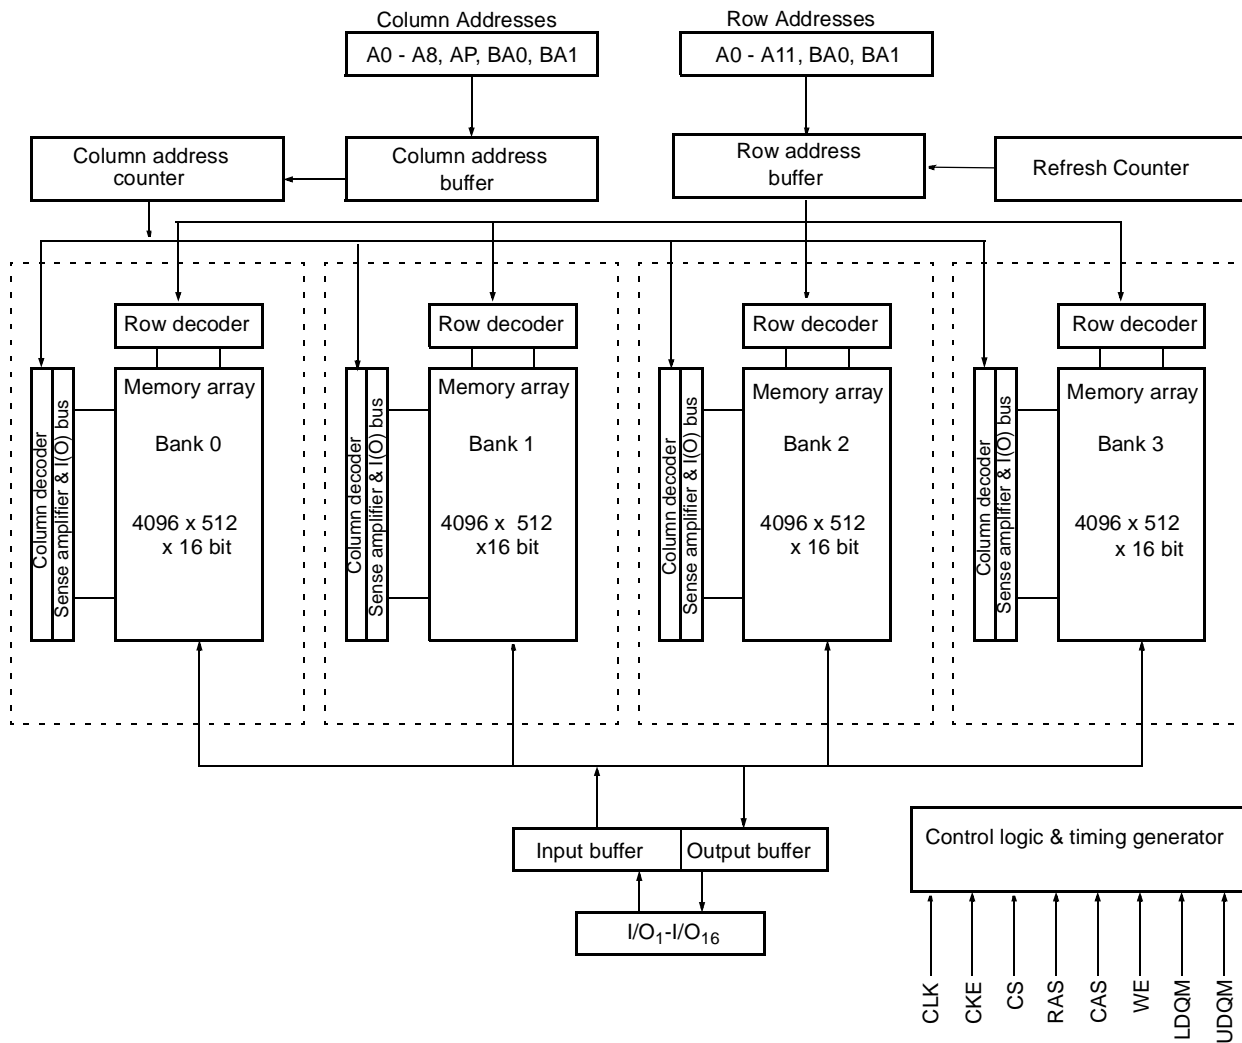 Column Addresses
Row Addresses
A0 - A8, AP, BA0, BA1
A0 - A11, BA0, BA1
Column address
counter
Column address
buffer
Row address
buffer
Refresh Counter
Row decoder
Row decoder
Row decoder
Row decoder
Column decoder
Sense amplifier & I(O) bus
Memory array
Bank 0
4096 x 512
x 16 bit
Column decoder
Sense amplifier & I(O) bus
Memory array
Bank 1
4096 x 512
x16 bit
Column decoder
Sense amplifier & I(O) bus
Memory array
Bank 2
4096 x 512
x 16 bit
Column decoder
Sense amplifier & I(O) bus
Memory array
Bank 3
4096 x 512
x 16 bit
Input buffer
Output buffer
I/O1-I/O16
Control logic & timing generator
CLK
CKE
CS
RAS
CAS
WE
LDQM
UDQM